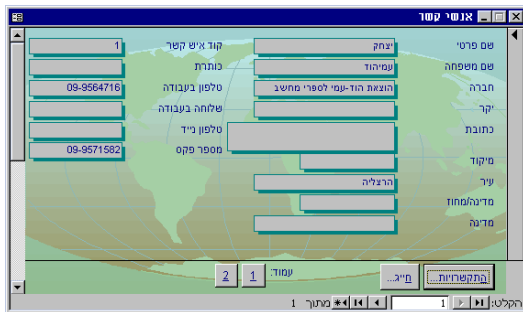 אנשי קשר
שם פרטי יצחק קוד איש קשר 1
שם משפחה עמיהוד כותרת
חברה הוצאת הוד-עמי לספרי מחשב טלפון בעבודה 09-9564716
יקר שלוחה בעבודה
כתובת טלפון נייד
מספר פקס 09-9571582
מיקוד
עיר הרצליה
מדינה/מחוז
מדינה
התקשרויות... חייג... עמוד: 1 2
הקלט: 1 מתוך 1